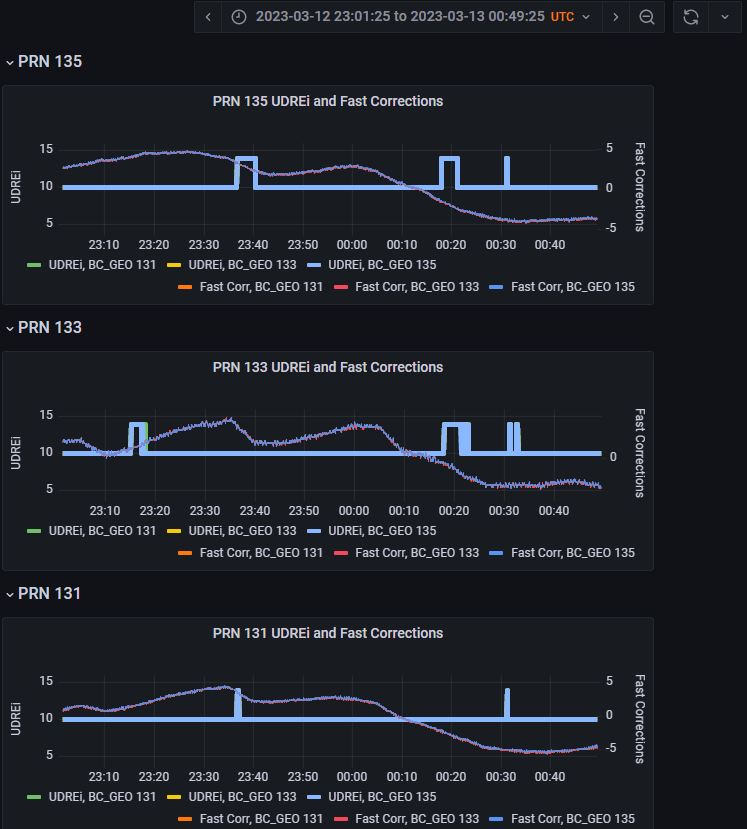 2023-03-12 23:01:25 to 2023-03-13 00:49:25 UTC
PRN 135
PRN 135 UDREi and Fast Corrections
15 5
10 0
5 -5
UDREi
Fast Corrections
23:10 23:20 23:30 23:40 23:50 00:00 00:10 00:20 00:30 00:40
UDREi, BC_GEO 131 UDREi, BC_GEO 133 UDREi, BC_GEO 135
Fast Corr, BC_GEO 131 Fast Corr, BC_GEO 133 Fast Corr, BC_GEO 135
PRN 133
PRN 133 UDREi and Fast Corrections
15
10 0
5
UDREi
Fast Corrections
23:10 23:20 23:30 23:40 23:50 00:00 00:10 00:20 00:30 00:40
UDREi, BC_GEO 131 UDREi, BC_GEO 133 UDREi, BC_GEO 135
Fast Corr, BC_GEO 131 Fast Corr, BC_GEO 133 Fast Corr, BC_GEO 135
PRN 131
PRN 131 UDREi and Fast Corrections
15 5
10 0
5 -5
UDREi
Fast Corrections
23:10 23:20 23:30 23:40 23:50 00:00 00:10 00:20 00:30 00:40
UDREi, BC_GEO 131 UDREi, BC_GEO 133 UDREi, BC_GEO 135
Fast Corr, BC_GEO 131 Fast Corr, BC_GEO 133 Fast Corr, BC_GEO 135